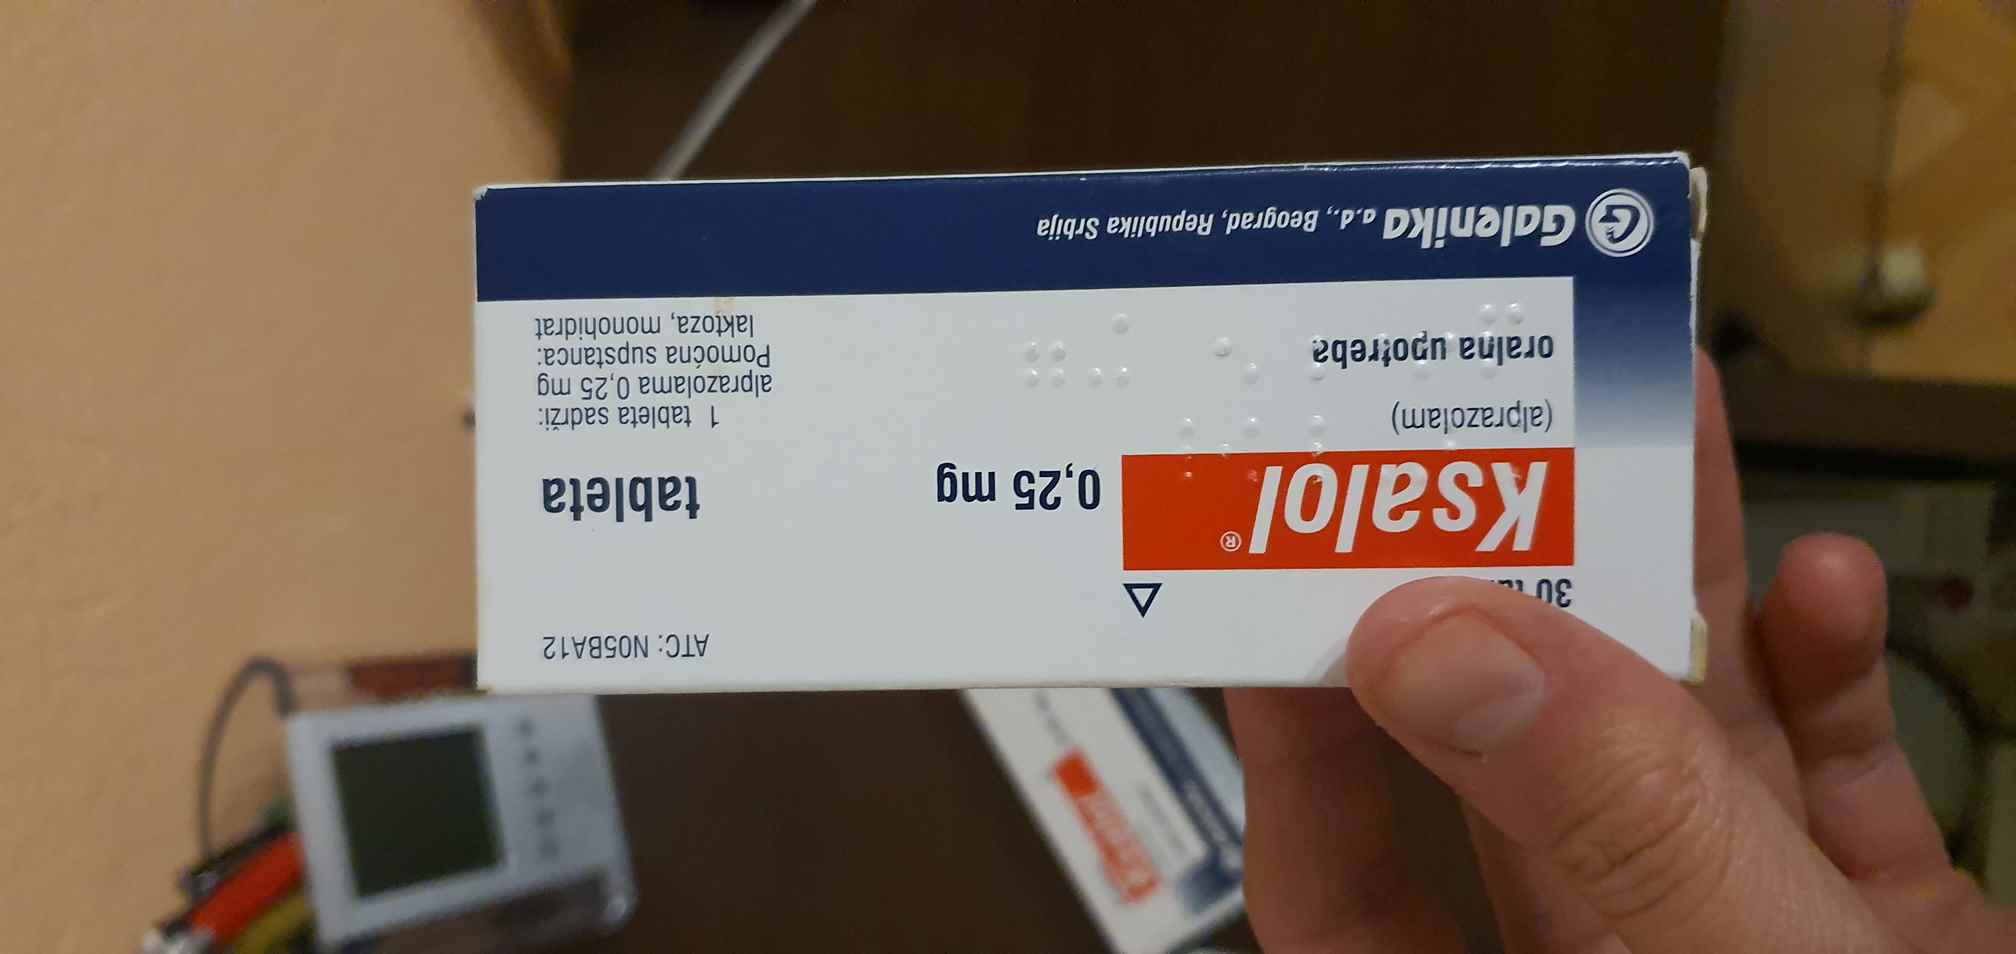 30
Ksalol®
0,25 mg
tableta
(alprazolam)
oralna upotreba
1 tableta sadrži:
alprazolama 0,25 mg
Pomoćna supstanca:
laktoza, monohidrat
ATC: N05BA12
Galenika a.d., Beograd, Republika Srbija